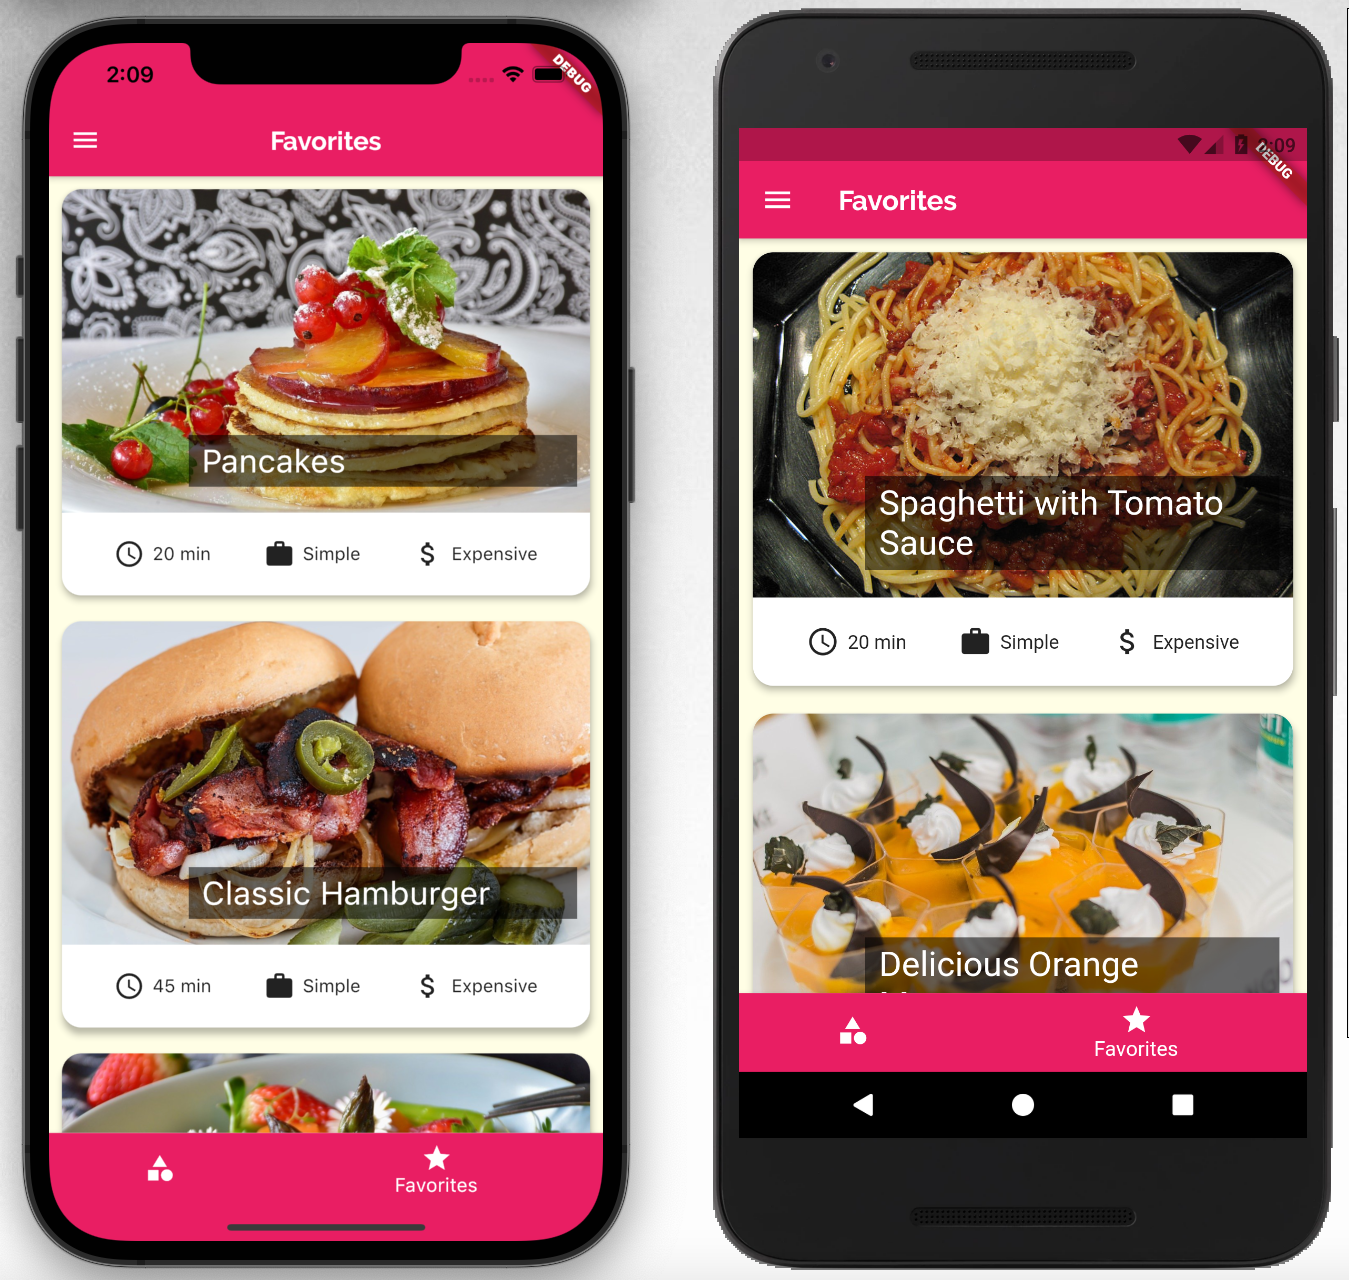 2:09
DEBUG
Favorites
Pancakes
20 min
Simple
$
Expensive
Classic Hamburger
45 min
Simple
$
Expensive
Favorites
2:09
DEBUG
Favorites
Spaghetti with Tomato
Sauce
20 min
Simple
$
Expensive
Delicious Orange
Favorites